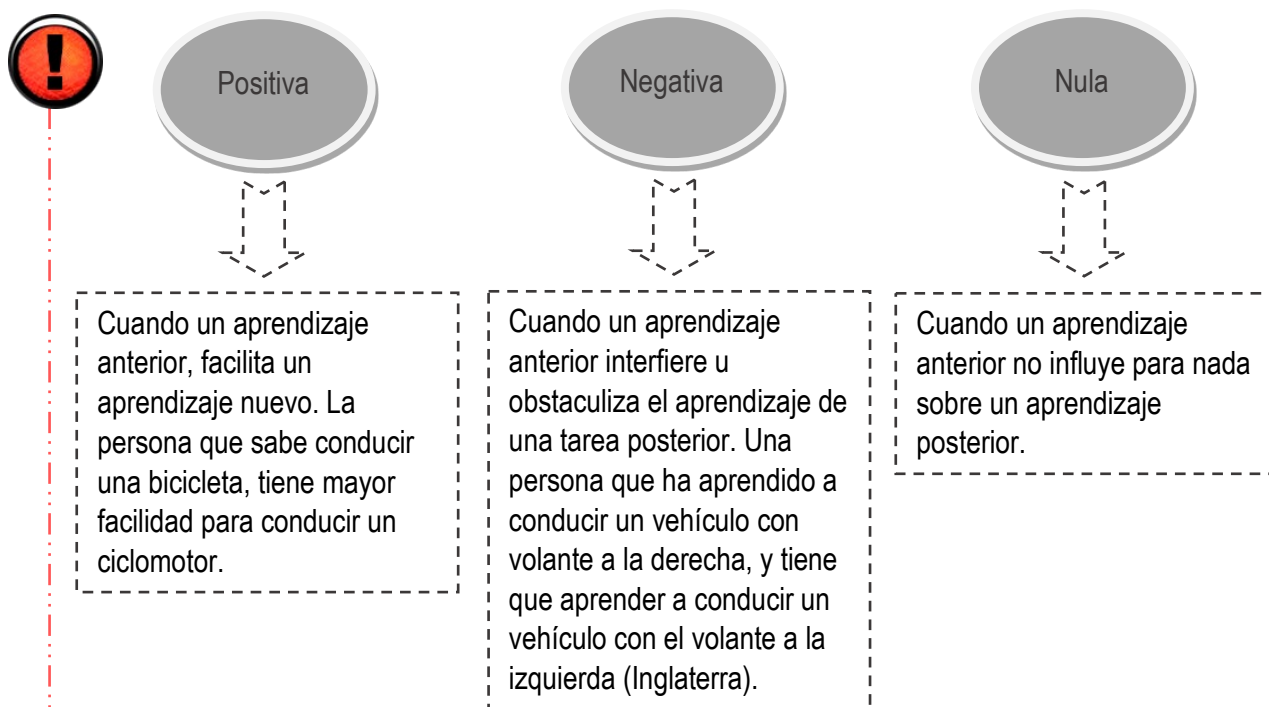 !
Positiva
Negativa
Nula
Cuando un aprendizaje
anterior, facilita un
aprendizaje nuevo. La
persona que sabe conducir
una bicicleta, tiene mayor
facilidad para conducir un
ciclomotor.
Cuando un aprendizaje
anterior interfiere u
obstaculiza el aprendizaje de
una tarea posterior. Una
persona que ha aprendido a
conducir un vehículo con
volante a la derecha, y tiene
que aprender a conducir un
vehículo con el volante a la
izquierda (Inglaterra).
Cuando un aprendizaje
anterior no influye para nada
sobre un aprendizaje
posterior.